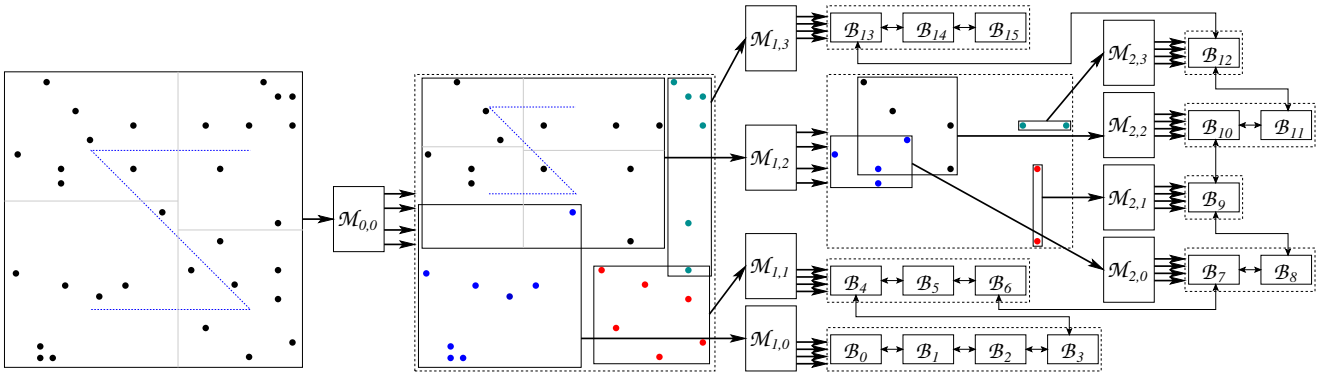 M1,3 B13 B14 B15
M2,3 B12
M2,2 B10 B11
M1,2
M0,0
M2,1 B9
M1,1 B4 B5 B6
M2,0 B7 B8
M1,0 B0 B1 B2 B3